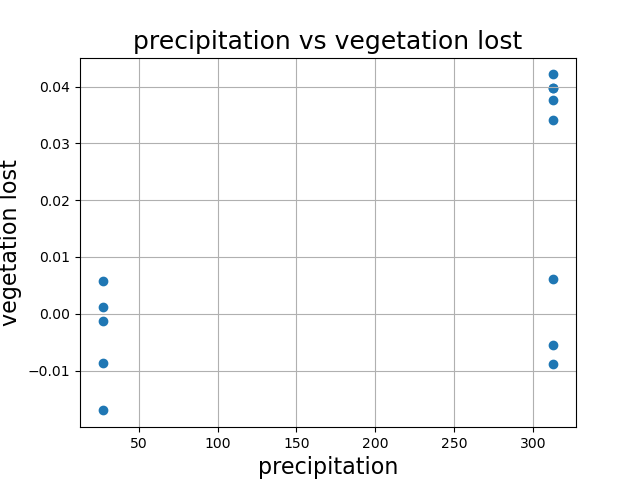 precipitation vs vegetation lost
0.04
0.03
0.02
0.01
0.00
−0.01
vegetation lost
50 100 150 200 250 300
precipitation